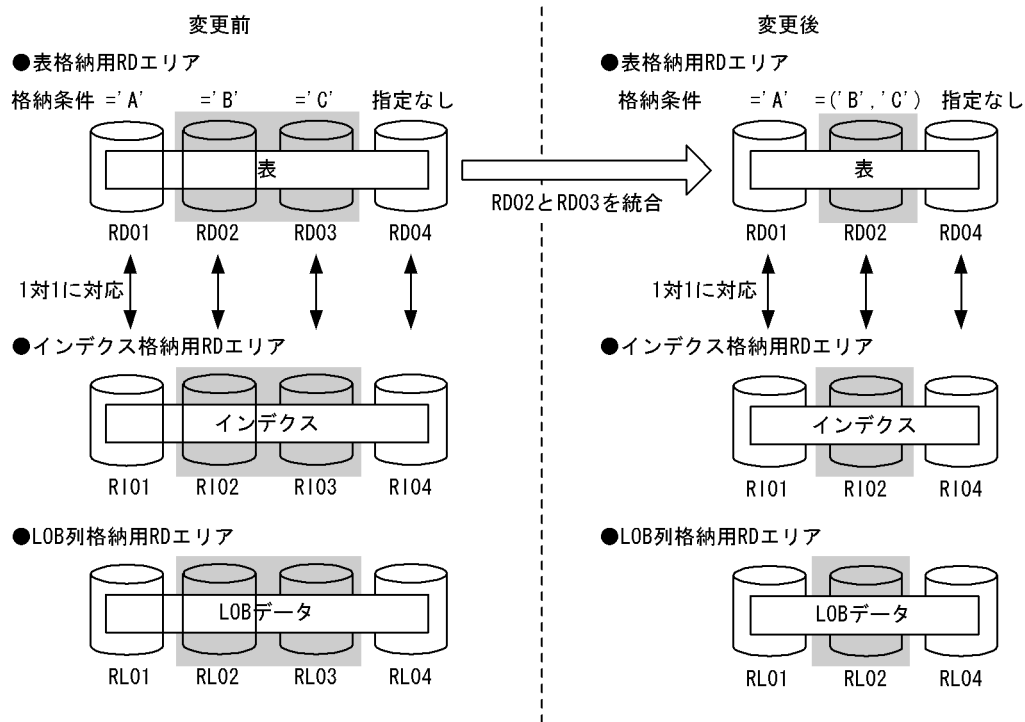 変更前
●表格納用RDエリア
格納条件 ='A' ='B' ='C' 指定なし
表
RD01 RD02 RD03 RD04
1対1に対応
●インデクス格納用RDエリア
インデクス
RI01 RI02 RI03 RI04
●LOB列格納用RDエリア
LOBデータ
RL01 RL02 RL03 RL04
RD02とRD03を統合
変更後
●表格納用RDエリア
格納条件 ='A' =('B','C') 指定なし
表
RD01 RD02 RD04
1対1に対応
●インデクス格納用RDエリア
インデクス
RI01 RI02 RI04
●LOB列格納用RDエリア
LOBデータ
RL01 RL02 RL04